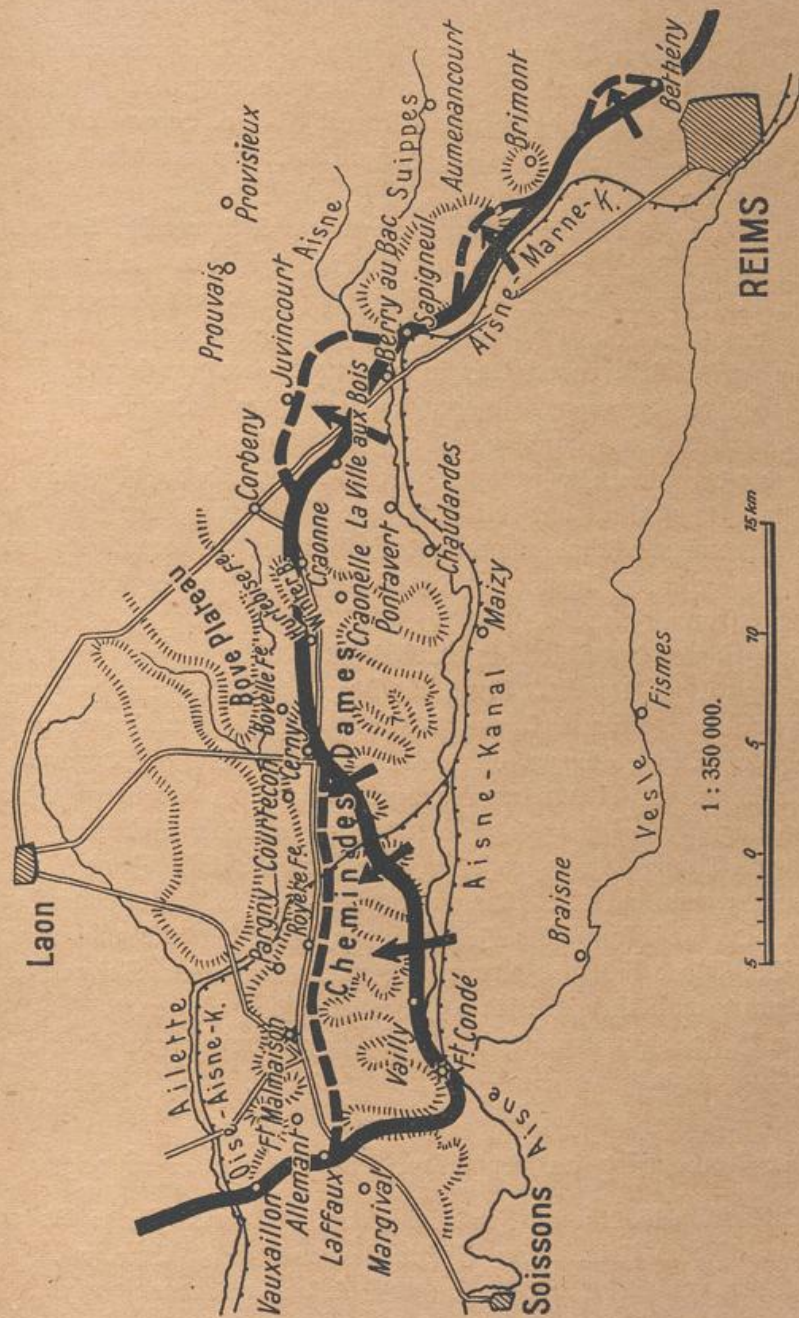 Laon
Ailette
Oise-Aisne-K.
Vauxaillon
Ft Malmaison
Allemant
Laffaux
Margival
Soissons
Aisne
Pargny
Courtecon
Royère Fe.
Cerny
Bovelle Fe
Bove Plateau
Hurtebise Fe.
Winter B.
Chemin des Dames
Vailly
Ft Condé
Corbeny
Craonne
Craonelle
La Ville aux Bois
Pontavert
Chaudardes
Maizy
Aisne-Kanal
Juvincourt
Prouvais
Provisieux
Aisne
Berry au Bac
Suippes
Sapigneul
Aumenancourt
Brimont
Aisne-Marne-K.
Bethény
REIMS
Braisne
Vesle
Fismes
1 : 350 000.
5 0 5 10 15 km